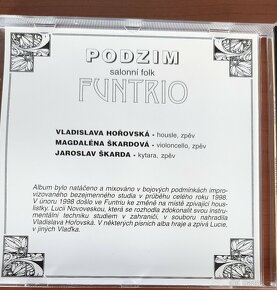 PODZIM
salonní folk
FUNTRIO
VLADISLAVA HOŘOVSKÁ - housle, zpěv
MAGDALÉNA ŠKARDOVÁ - violoncello, zpěv
JAROSLAV ŠKARDA - kytara, zpěv
Album bylo natáčeno a mixováno v bojových podmínkách impro-
vizovaného bezejmenného studia v průběhu celého roku 1998.
V únoru 1998 došlo ve Funtriu ke změně na místě zpívající hous-
listky. Lucii Novoveskou, která se rozhodla zdokonalit svou instru-
mentální techniku studiem v zahraničí, v souboru nahradila
Vladislava Hořovská. V některých písních alba hraje a zpívá Lucie,
v jiných Vlaďka.